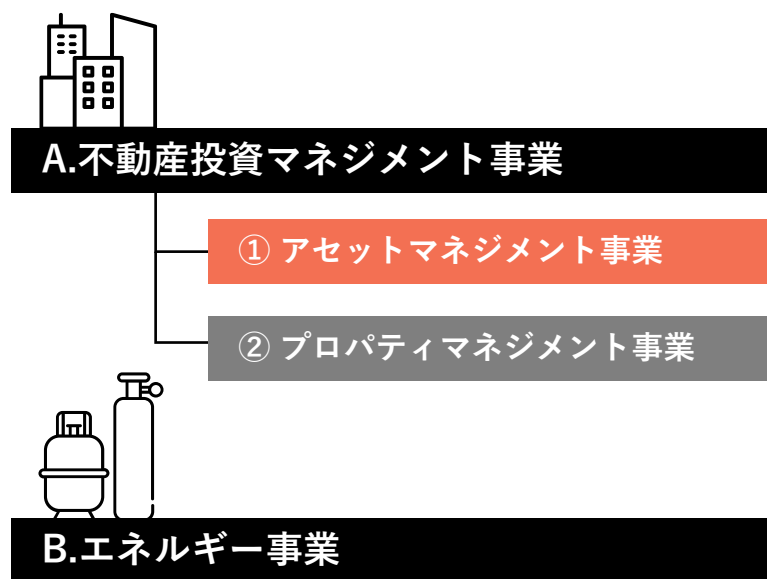 A.不動産投資マネジメント事業
① アセットマネジメント事業
② プロパティマネジメント事業
B.エネルギー事業